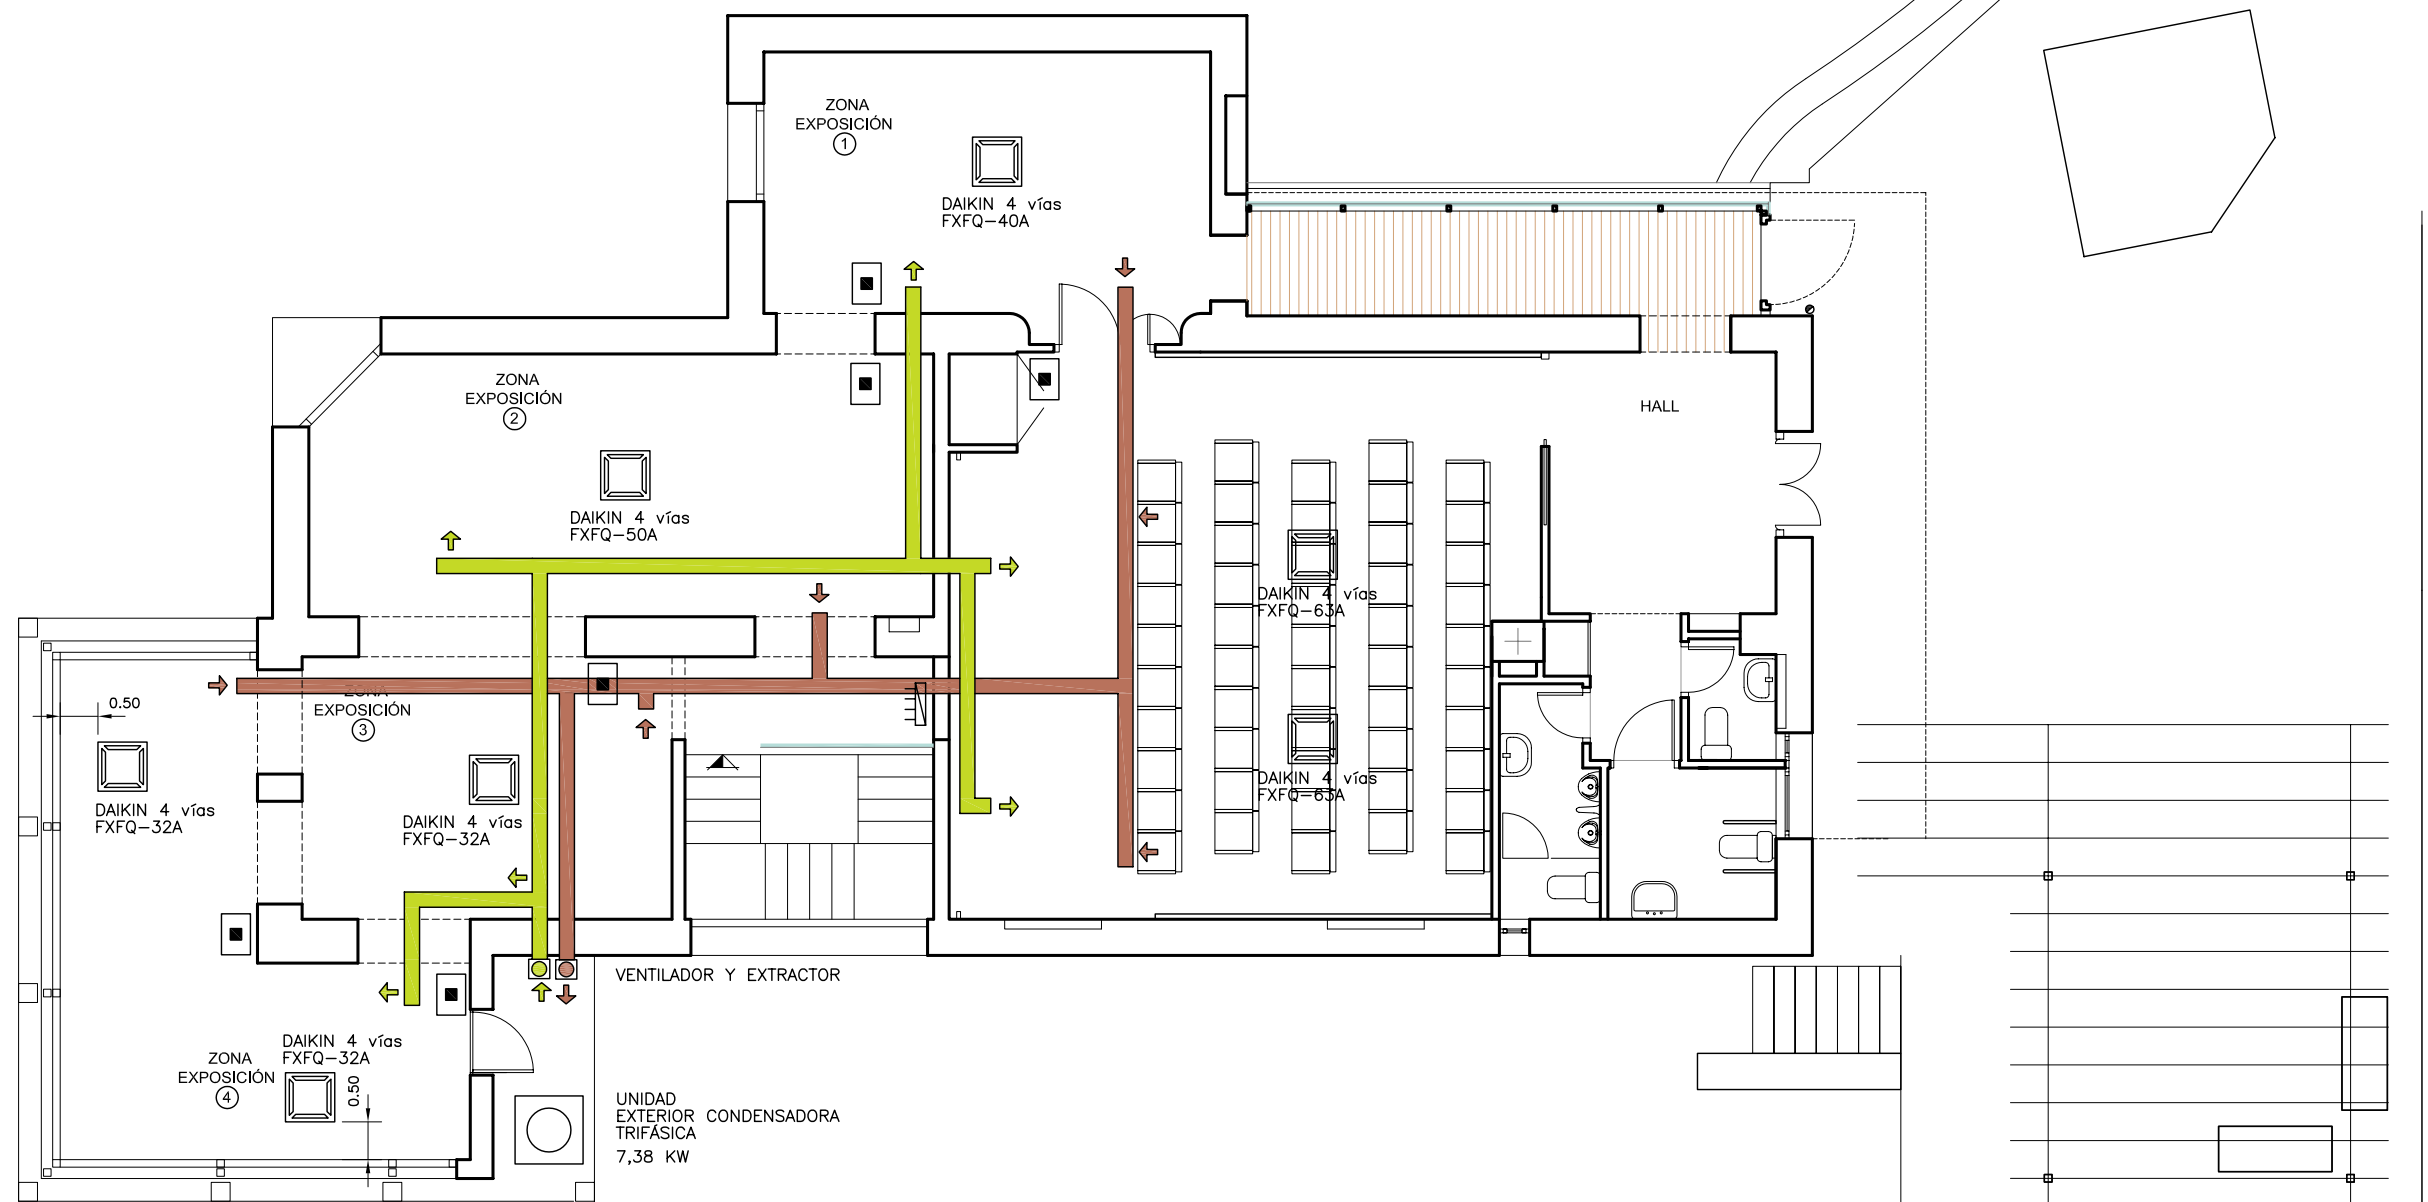 ZONA
EXPOSICIÓN
1
DAIKIN 4 vías
FXFQ-40A
ZONA
EXPOSICIÓN
2
HALL
DAIKIN 4 vías
FXFQ-50A
DAIKIN 4 vías
FXFQ-63A
ZONA
EXPOSICIÓN
3
0.50
DAIKIN 4 vías
FXFQ-32A
DAIKIN 4 vías
FXFQ-32A
DAIKIN 4 vías
FXFQ-63A
VENTILADOR Y EXTRACTOR
DAIKIN 4 vías
FXFQ-32A
ZONA
EXPOSICIÓN
4
0.50
UNIDAD
EXTERIOR CONDENSADORA
TRIFÁSICA
7,38 KW